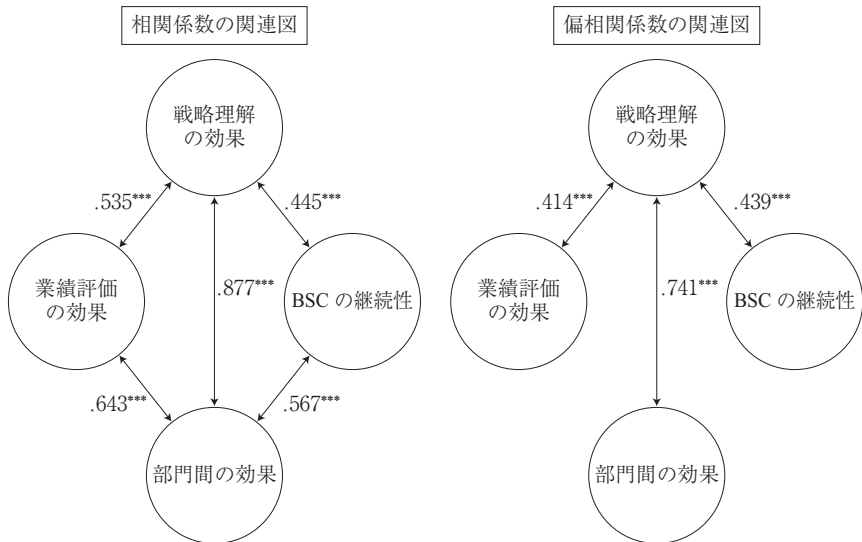 相関係数の関連図
戦略理解
の効果
.535***
.445***
業績評価
の効果
.877***
BSC の継続性
.643***
.567***
部門間の効果
偏相関係数の関連図
戦略理解
の効果
.414***
.439***
業績評価
の効果
.741***
BSC の継続性
部門間の効果